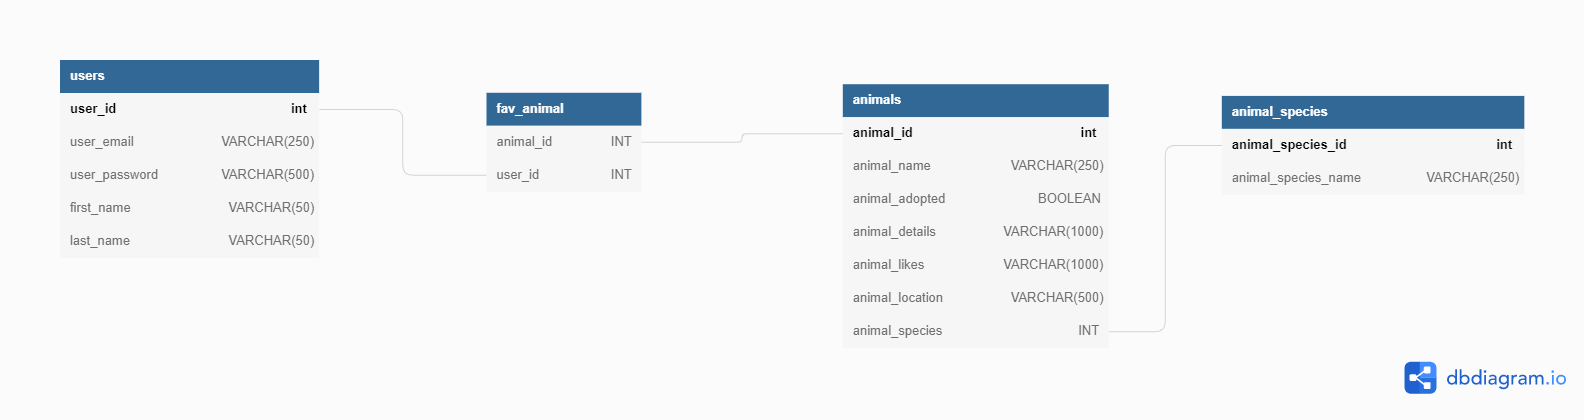 users
user_id int
user_email VARCHAR(250)
user_password VARCHAR(500)
first_name VARCHAR(50)
last_name VARCHAR(50)
fav_animal
animal_id INT
user_id INT
animals
animal_id int
animal_name VARCHAR(250)
animal_adopted BOOLEAN
animal_details VARCHAR(1000)
animal_likes VARCHAR(1000)
animal_location VARCHAR(500)
animal_species INT
animal_species
animal_species_id int
animal_species_name VARCHAR(250)
dbdiagram.io